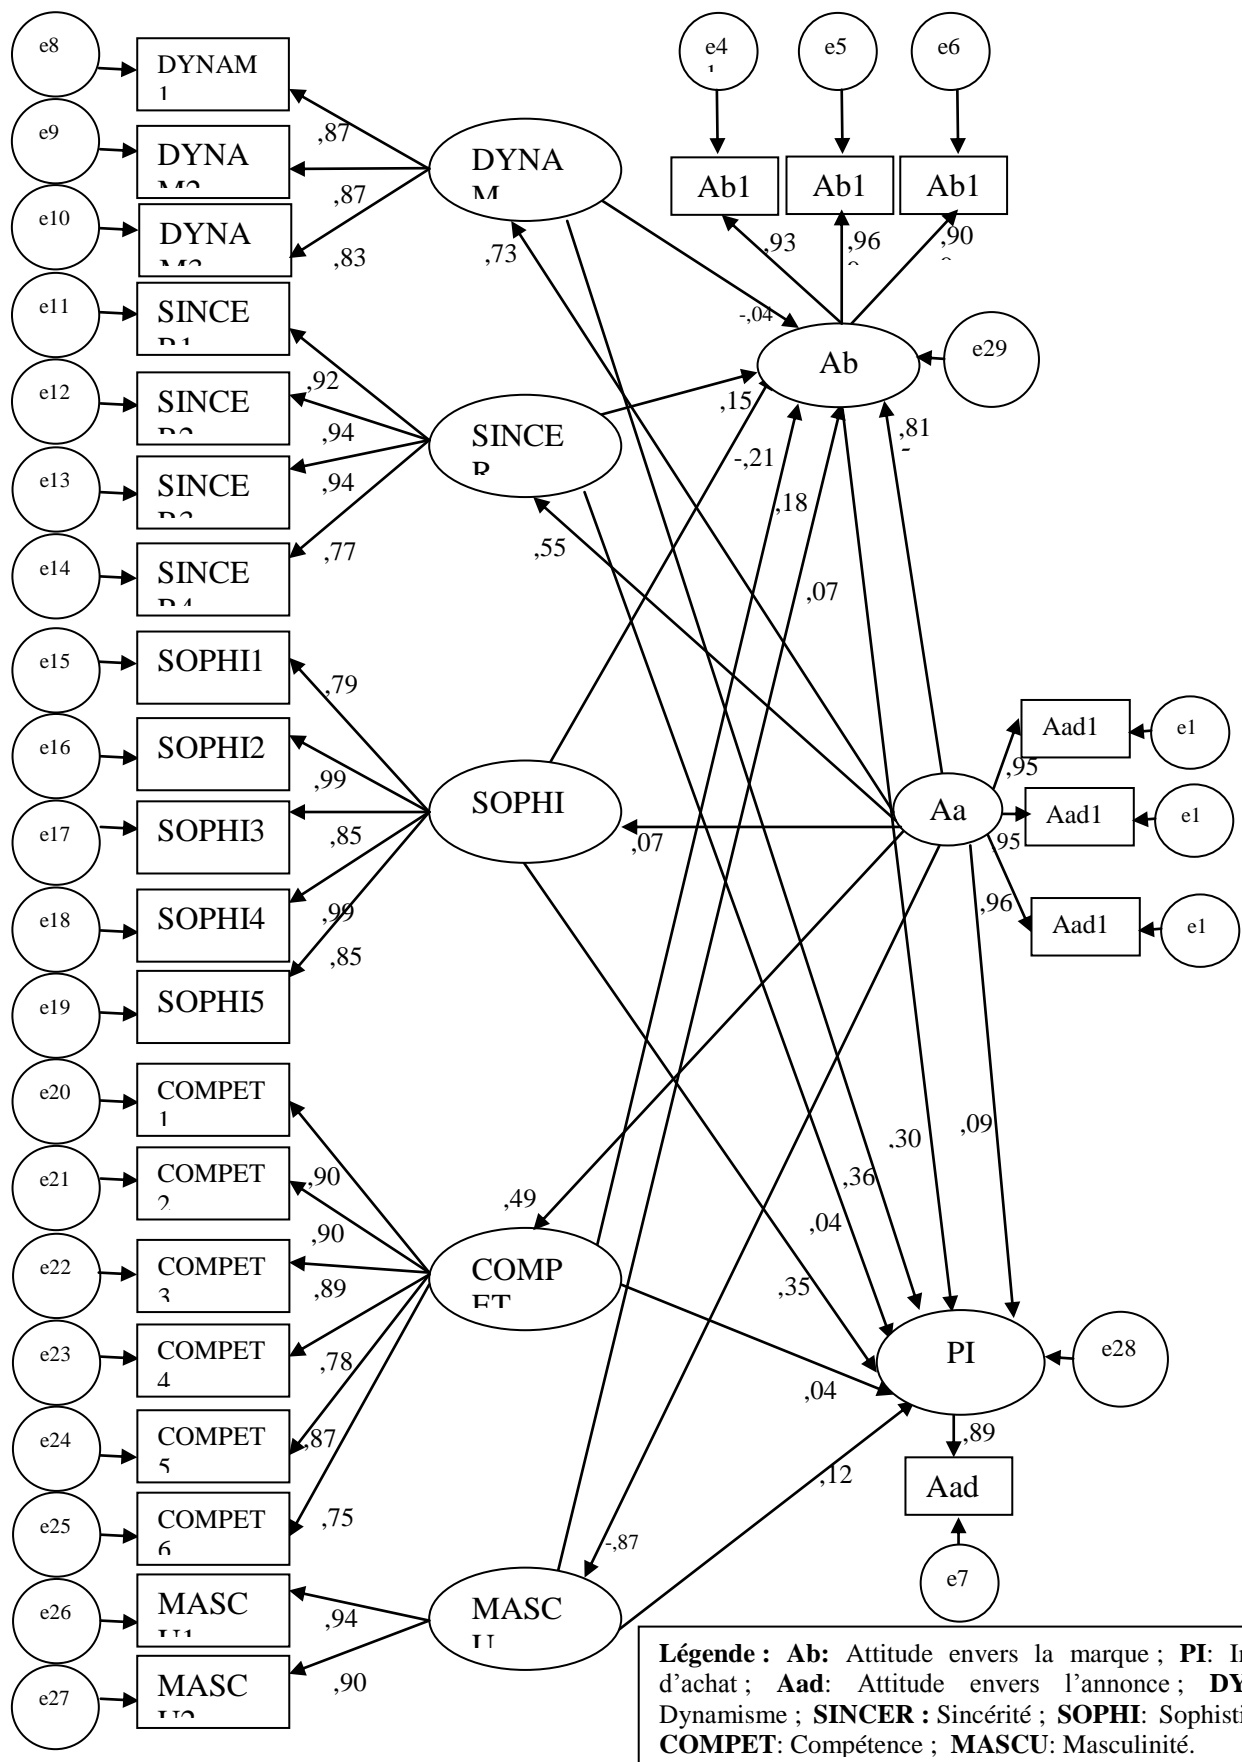 e8
DYNAM
e9
DYNA
e10
DYNA
e11
SINCE
e12
SINCE
e13
SINCE
e14
SINCE
e15
SOPHI1
e16
SOPHI2
e17
SOPHI3
e18
SOPHI4
e19
SOPHI5
e20
COMPET
1
e21
COMPET
2
e22
COMPET
3
e23
COMPET
4
e24
COMPET
5
e25
COMPET
6
e26
MASC
e27
MASC
,87
,87
,83
,92
,94
,94
,77
,79
,99
,85
,99
,85
,90
,90
,89
,78
,87
,75
,94
,90
DYNA
SINCE
SOPHI
COMP
MASC
e4
e5
e6
Ab1
Ab1
Ab1
,93
,96
,90
,73
-,04
Ab
e29
,15
-,21
,81
,18
,55
,07
Aad1
e1
,95
Aa
Aad1
e1
,95
,96
Aad1
e1
,07
,49
,30
,09
,36
,04
,35
,04
,12
-,87
PI
e28
,89
Aad
e7
Légende : Ab: Attitude envers la marque ; PI: In
d'achat ; Aad: Attitude envers l'annonce ; DY
Dynamisme ; SINCER : Sincérité ; SOPHI: Sophisti
COMPET: Compétence ; MASCU: Masculinité.